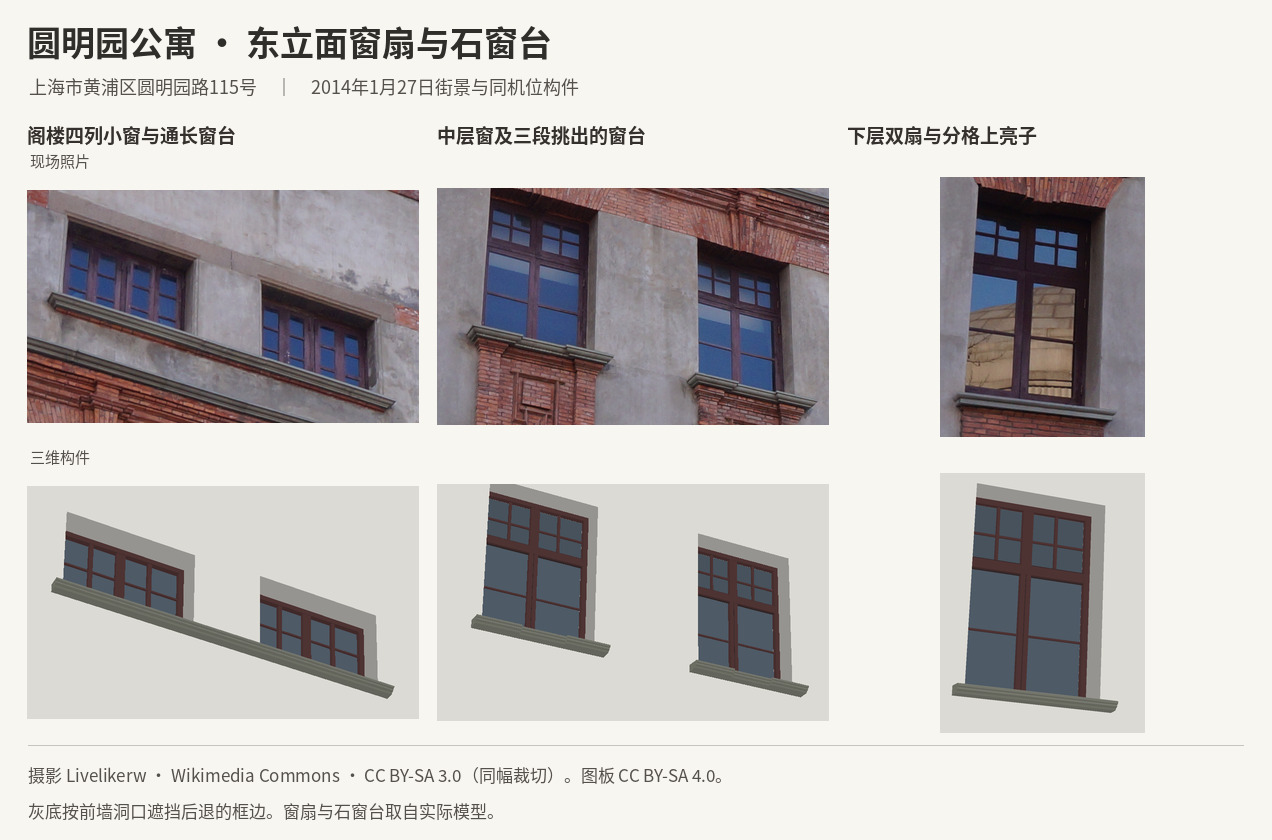 圆明园公寓 · 东立面窗扇与石窗台
上海市黄浦区圆明园路115号 ｜ 2014年1月27日街景与同机位构件
阁楼四列小窗与通长窗台
现场照片
中层窗及三段挑出的窗台
下层双扇与分格上亮子
三维构件
摄影 Livelikerw · Wikimedia Commons · CC BY-SA 3.0（同幅裁切）。图板 CC BY-SA 4.0。
灰底按前墙洞口遮挡后退的框边。窗扇与石窗台取自实际模型。